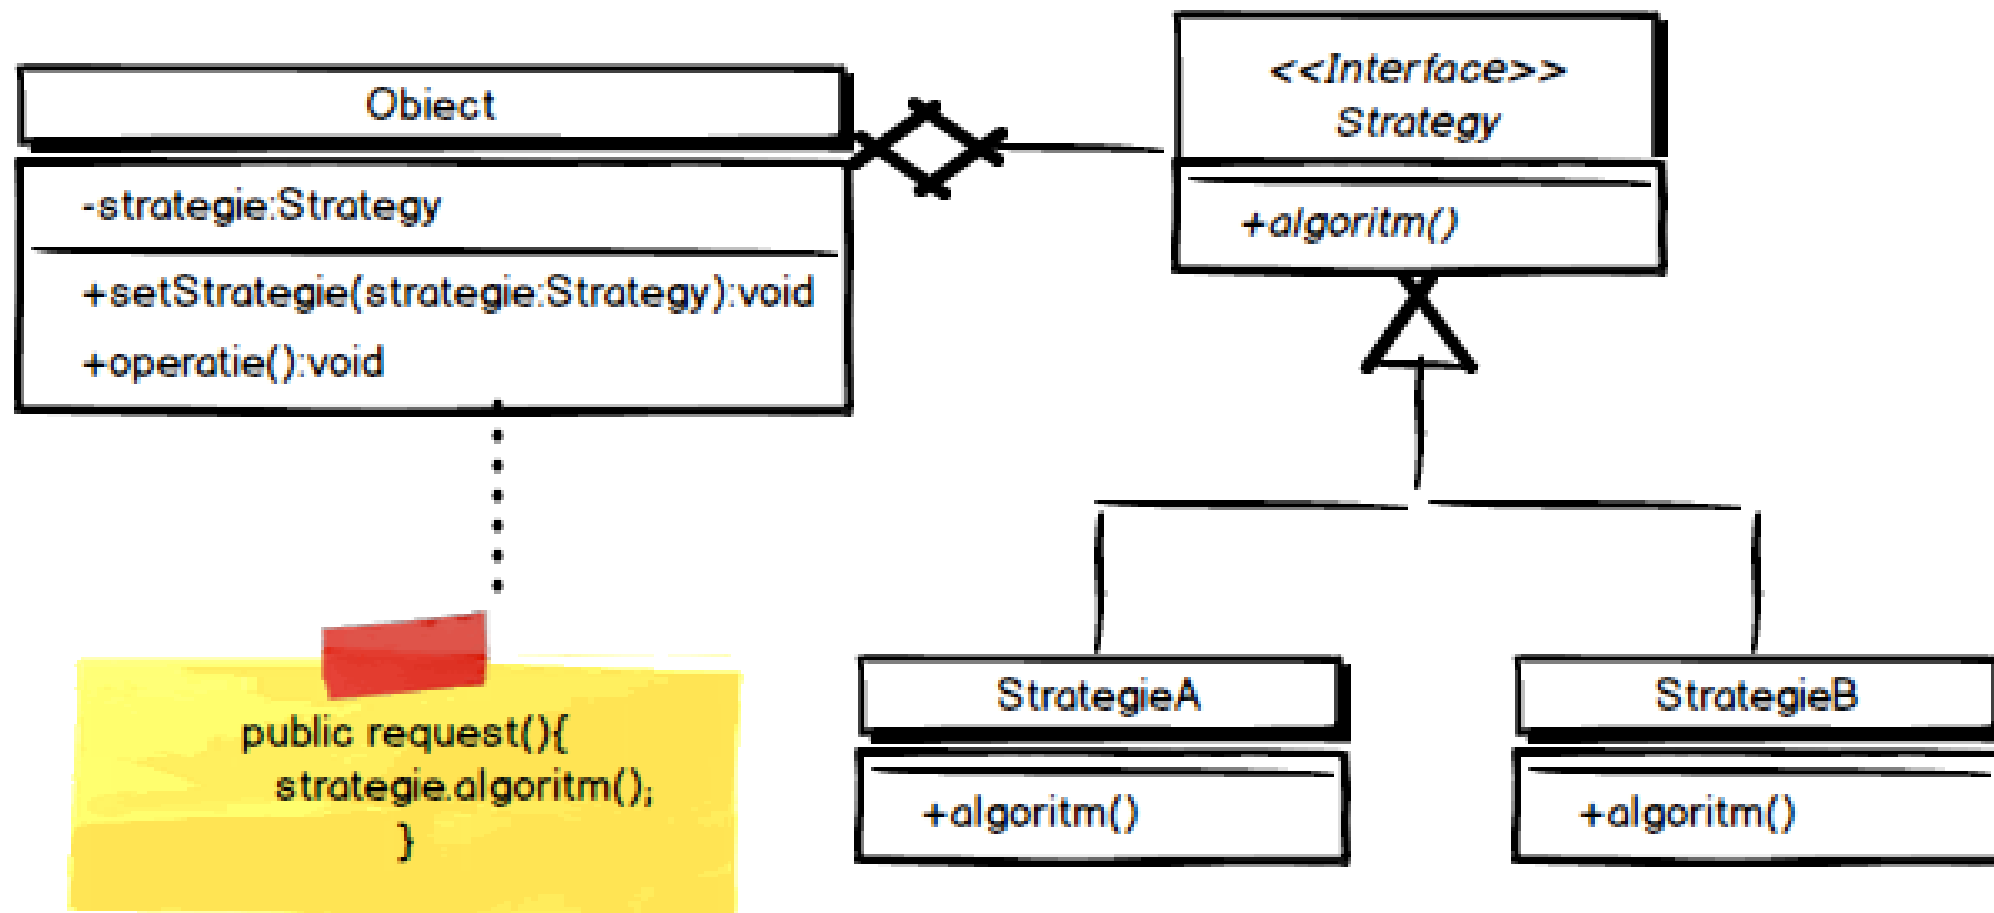 Obiect
-strategie:Strategy
+setStrategie(strategie:Strategy):void
+operatie():void
<<Interface>>
Strategy
+algoritm()
public request(){
strategie.algoritm();
}
StrategieA
+algoritm()
StrategieB
+algoritm()